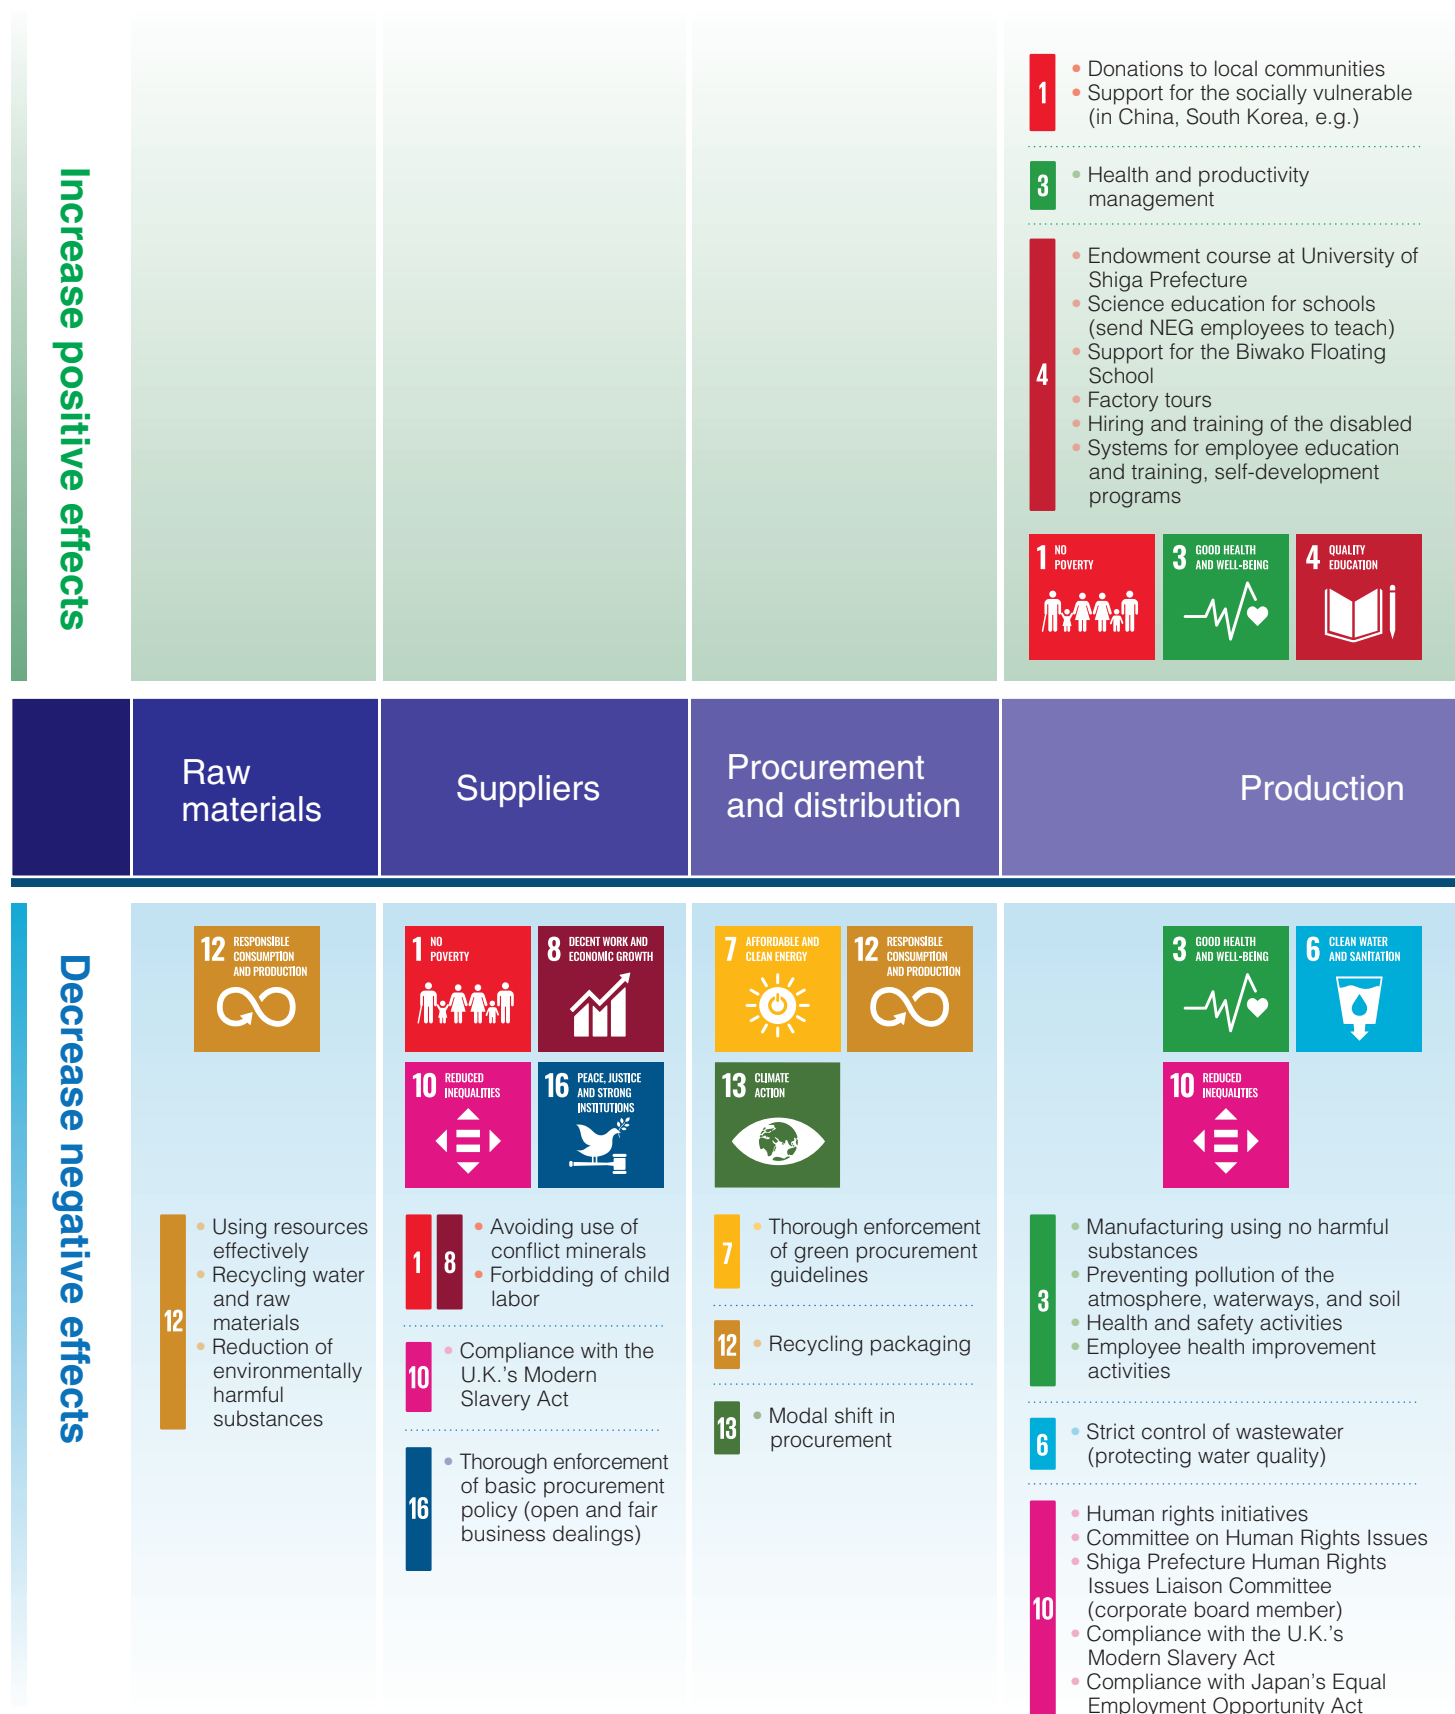 Increase positive effects
1
• Donations to local communities
• Support for the socially vulnerable
(in China, South Korea, e.g.)
3
• Health and productivity
management
4
• Endowment course at University of
Shiga Prefecture
• Science education for schools
(send NEG employees to teach)
• Support for the Biwako Floating
School
• Factory tours
• Hiring and training of the disabled
• Systems for employee education
and training, self-development
programs
1 NO
POVERTY
3 GOOD HEALTH
AND WELL-BEING
4 QUALITY
EDUCATION
Raw
materials
Suppliers
Procurement
and distribution
Production
Decrease negative effects
12 RESPONSIBLE
CONSUMPTION
AND PRODUCTION
12
• Using resources
effectively
• Recycling water
and raw
materials
• Reduction of
environmentally
harmful
substances
1 NO
POVERTY
8 DECENT WORK AND
ECONOMIC GROWTH
10 REDUCED
INEQUALITIES
16 PEACE, JUSTICE
AND STRONG
INSTITUTIONS
1 8
• Avoiding use of
conflict minerals
• Forbidding of child
labor
10
• Compliance with the
U.K.'s Modern
Slavery Act
16
• Thorough enforcement
of basic procurement
policy (open and fair
business dealings)
7 AFFORDABLE AND
CLEAN ENERGY
12 RESPONSIBLE
CONSUMPTION
AND PRODUCTION
13 CLIMATE
ACTION
7
• Thorough enforcement
of green procurement
guidelines
12
• Recycling packaging
13
• Modal shift in
procurement
3 GOOD HEALTH
AND WELL-BEING
6 CLEAN WATER
AND SANITATION
10 REDUCED
INEQUALITIES
3
• Manufacturing using no harmful
substances
• Preventing pollution of the
atmosphere, waterways, and soil
• Health and safety activities
• Employee health improvement
activities
6
• Strict control of wastewater
(protecting water quality)
10
• Human rights initiatives
• Committee on Human Rights Issues
• Shiga Prefecture Human Rights
Issues Liaison Committee
(corporate board member)
• Compliance with the U.K.'s
Modern Slavery Act
• Compliance with Japan's Equal
Employment Opportunity Act